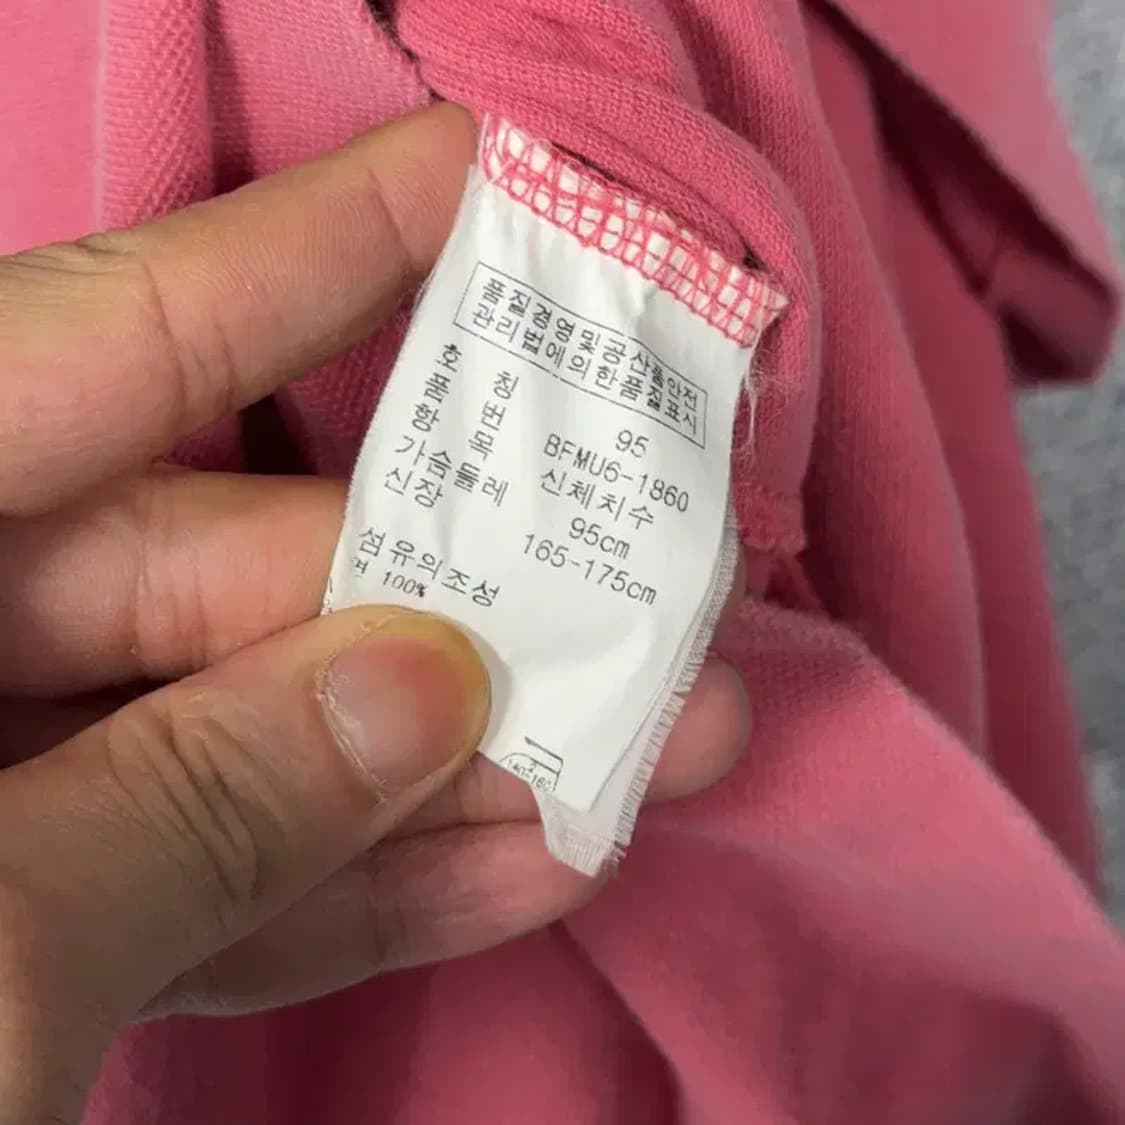 품질경영및공산품안전
관리법에의한품질표시
호 칭 95
품 번 BFMU6-1860
항 목 신체치수
가슴둘레 95cm
신장 165-175cm
섬유의조성
면 100%
140-160